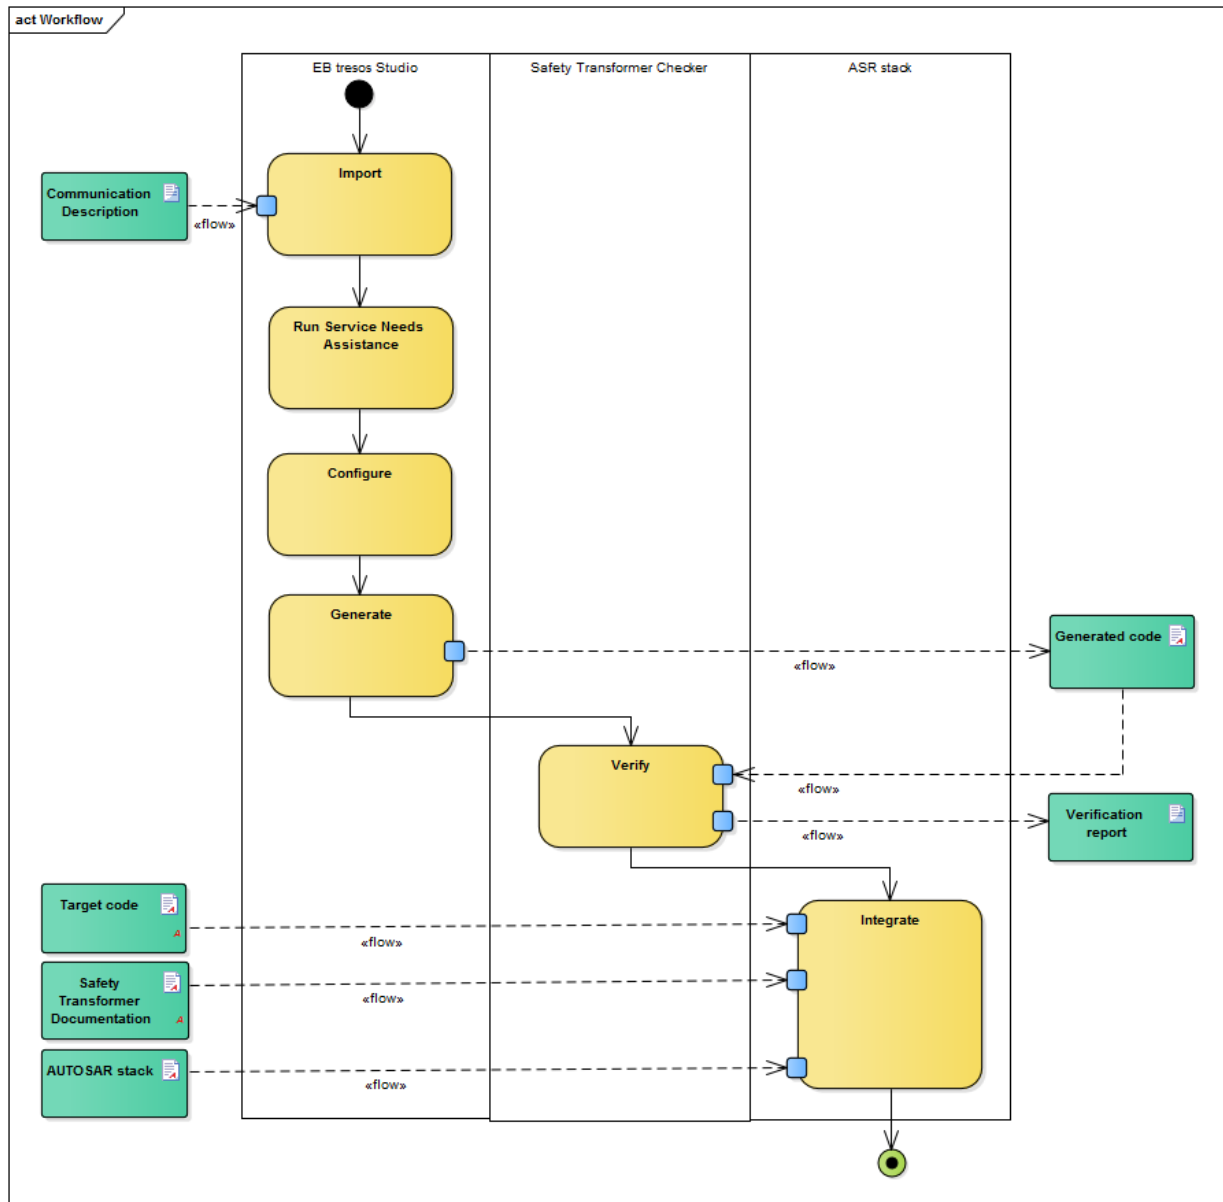 act Workflow
EB tresos Studio
Safety Transformer Checker
ASR stack
Import
Communication
Description
«flow»
Run Service Needs
Assistance
Configure
Generate
Generated code
«flow»
Verify
«flow»
Verification
report
«flow»
Target code
A
Integrate
«flow»
Safety
Transformer
Documentation
A
«flow»
AUTOSAR stack
«flow»